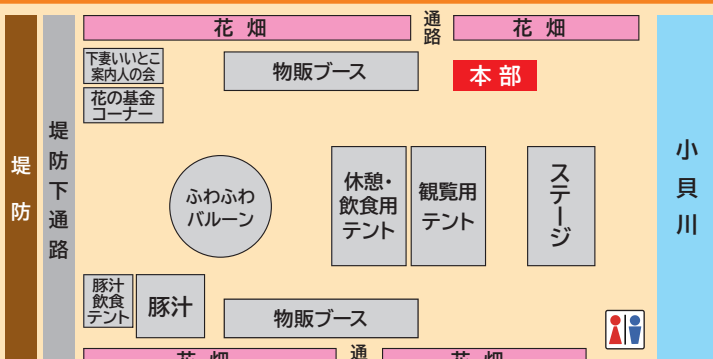 花 畑
通路
花 畑
下妻いいとこ
案内人の会
物販ブース
本 部
花の基金
コーナー
堤防
堤防下通路
小貝川
ふわふわ
バルーン
休憩・
飲食用
テント
観覧用
テント
ステージ
豚汁
飲食
テント
豚汁
物販ブース
花 畑
通
花 畑